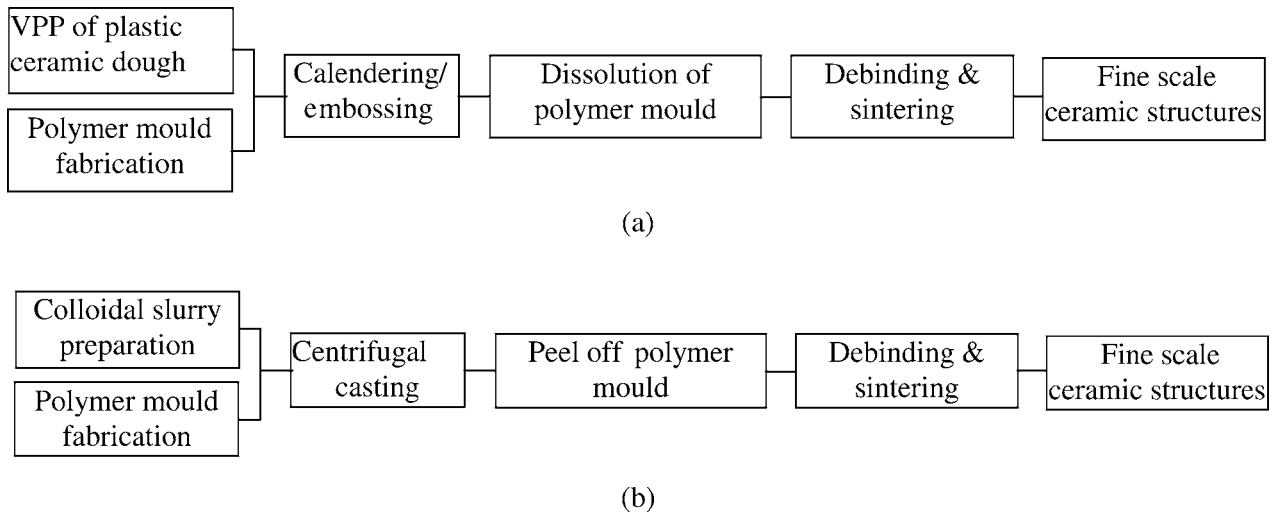 VPP of plastic
ceramic dough
Polymer mould
fabrication
Calendering/
embossing
Dissolution of
polymer mould
Debinding &
sintering
Fine scale
ceramic structures
(a)
Colloidal slurry
preparation
Polymer mould
fabrication
Centrifugal
casting
Peel off polymer
mould
Debinding &
sintering
Fine scale
ceramic structures
(b)